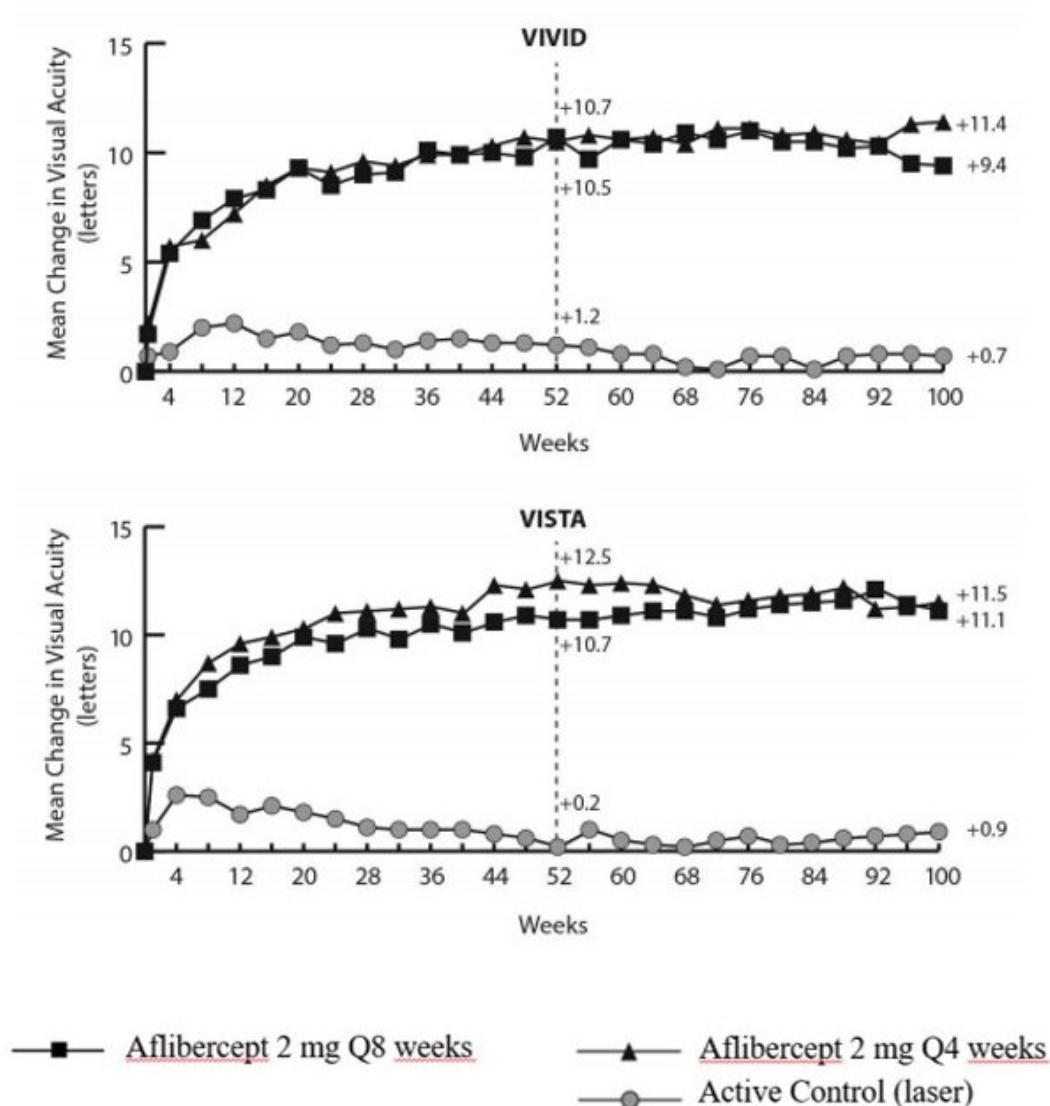 VIVID
15
10
5
0
Mean Change in Visual Acuity
(letters)
+10.7
+10.5
+1.2
+11.4
+9.4
+0.7
4 12 20 28 36 44 52 60 68 76 84 92 100
Weeks
VISTA
15
10
5
0
Mean Change in Visual Acuity
(letters)
+12.5
+10.7
+0.2
+11.5
+11.1
+0.9
4 12 20 28 36 44 52 60 68 76 84 92 100
Weeks
Aflibercept 2 mg Q8 weeks
Aflibercept 2 mg Q4 weeks
Active Control (laser)